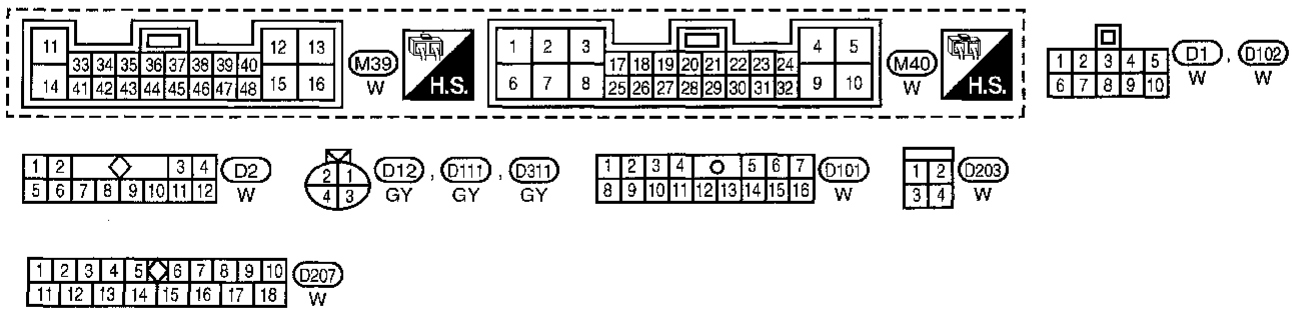 11 12 13
33 34 35 36 37 38 39 40
14 41 42 43 44 45 46 47 48 15 16
M39
W
H.S.
1 2 3 4 5
17 18 19 20 21 22 23 24
6 7 8 25 26 27 28 29 30 31 32 9 10
M40
W
H.S.
1 2 3 4 5
6 7 8 9 10
D1 , D102
W W
1 2 3 4
5 6 7 8 9 10 11 12
D2
W
2 1
4 3
D12 , D111 , D311
GY GY GY
1 2 3 4 5 6 7
8 9 10 11 12 13 14 15 16
D101
W
1 2
3 4
D203
W
1 2 3 4 5 6 7 8 9 10
11 12 13 14 15 16 17 18
D207
W